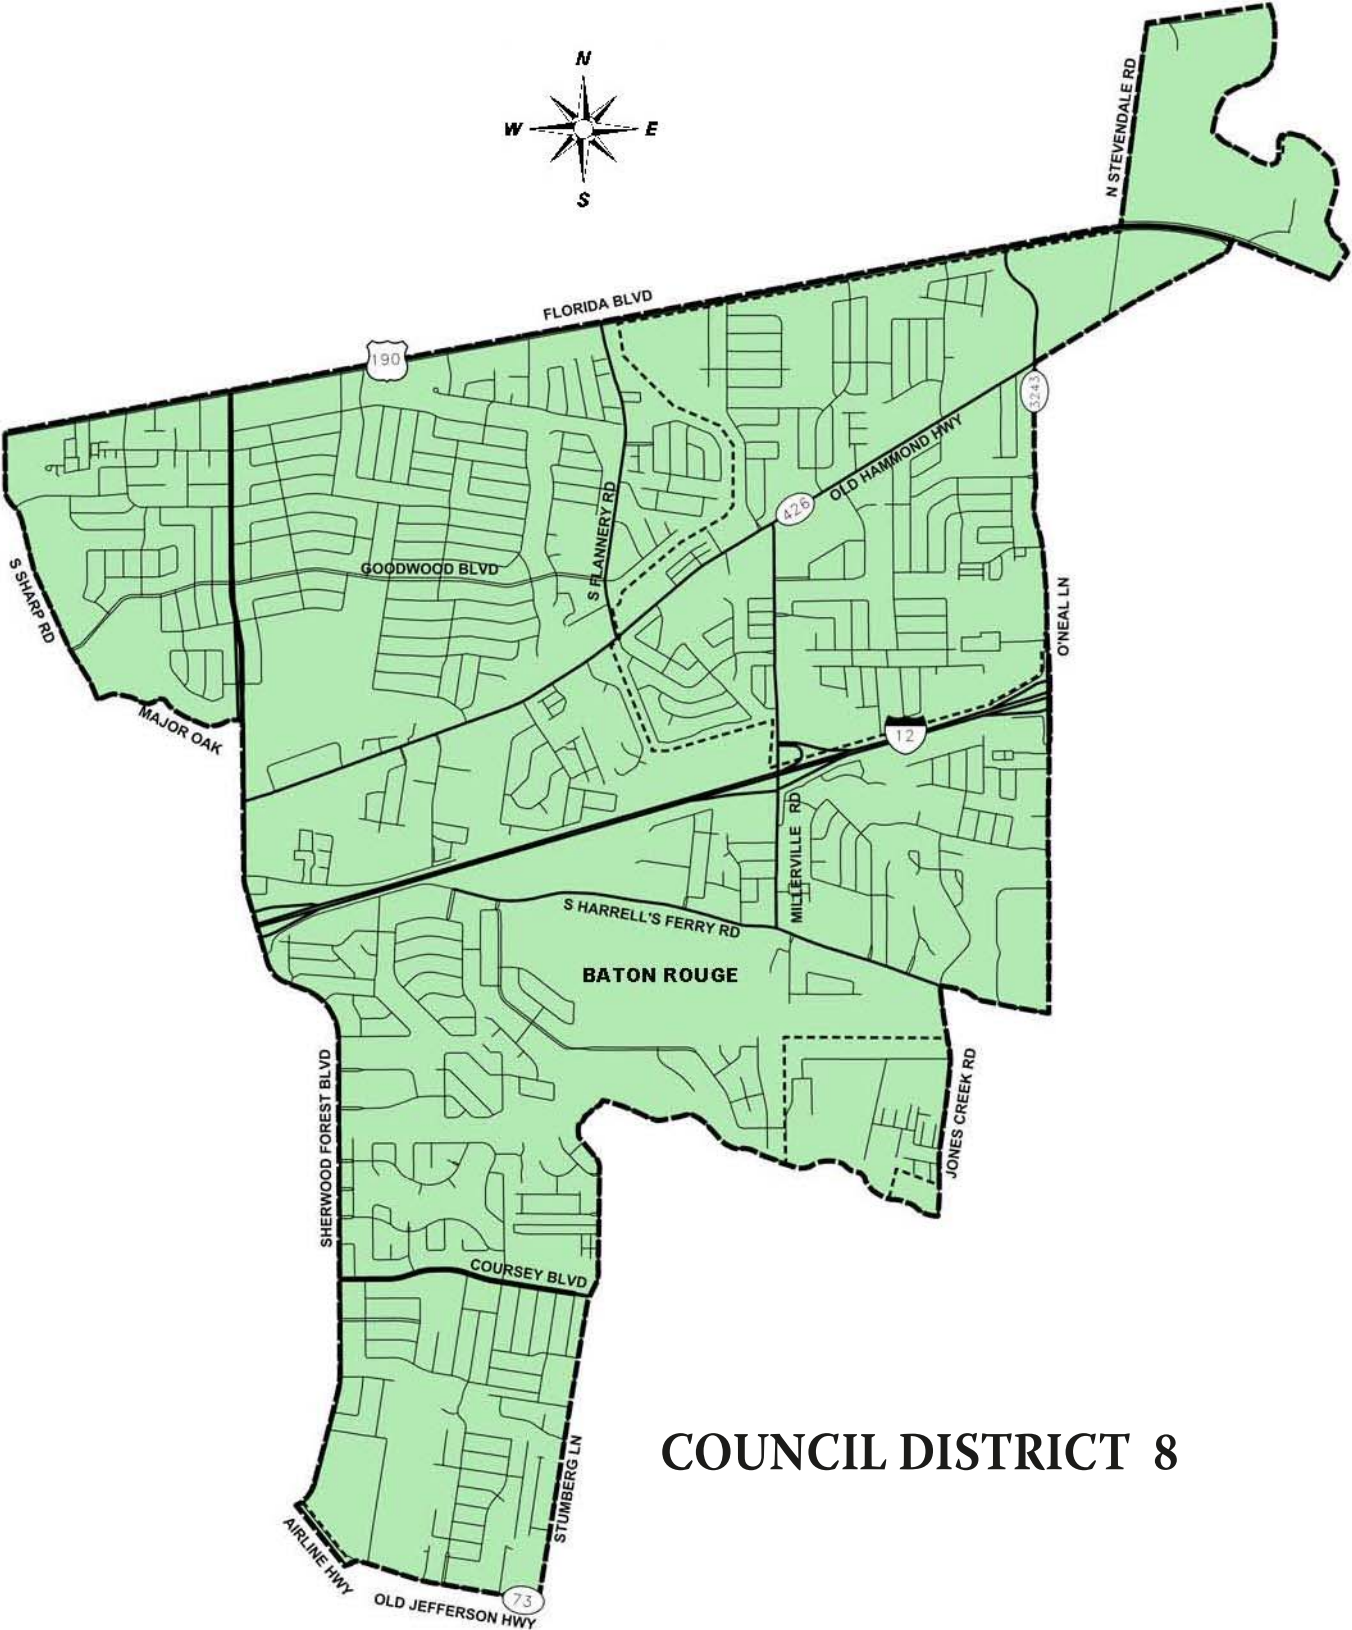 N
W
E
S
N STEVENDALE RD
FLORIDA BLVD
190
3243
OLD HAMMOND HWY
426
S FLANNERY RD
GOODWOOD BLVD
S SHARP RD
O'NEAL LN
MAJOR OAK
12
MILLERVILLE RD
S HARRELL'S FERRY RD
BATON ROUGE
SHERWOOD FOREST BLVD
JONES CREEK RD
COURSEY BLVD
COUNCIL DISTRICT 8
STUMBERG LN
AIRLINE HWY
OLD JEFFERSON HWY
73